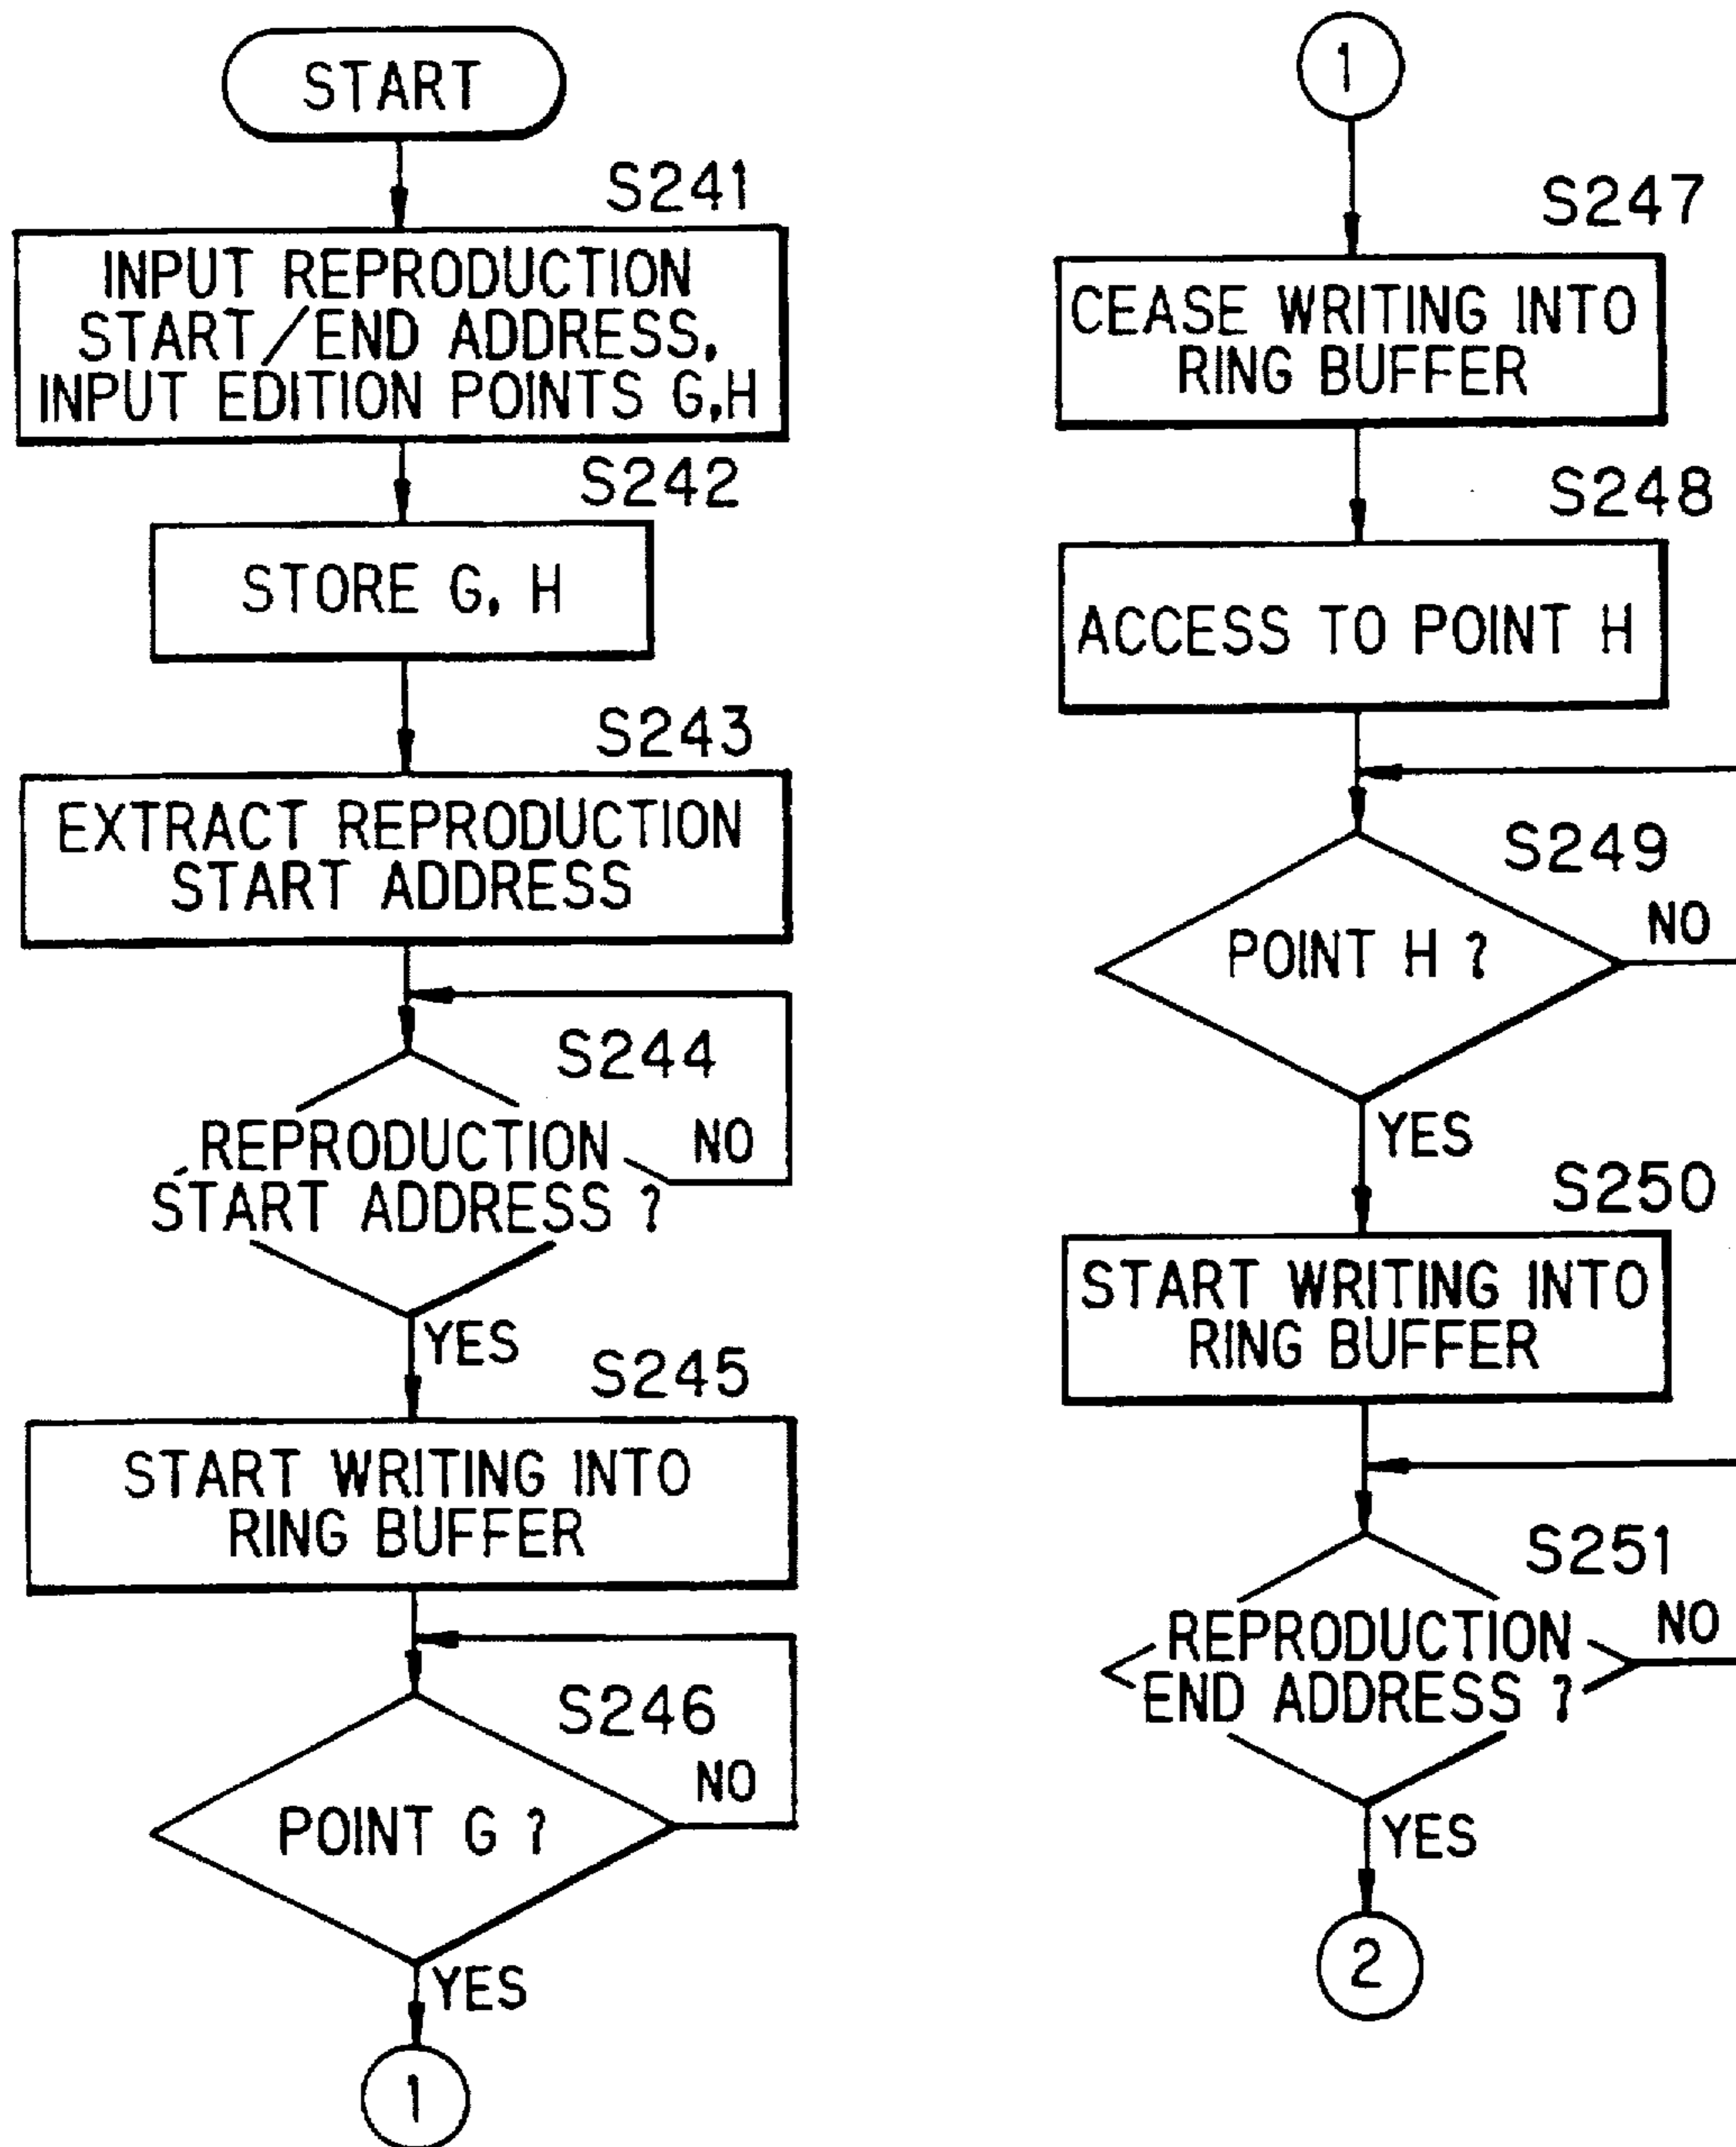 START
S241
INPUT REPRODUCTION
START/END ADDRESS,
INPUT EDITION POINTS G,H
S242
STORE G, H
S243
EXTRACT REPRODUCTION
START ADDRESS
S244
REPRODUCTION
START ADDRESS ?
NO
YES
S245
START WRITING INTO
RING BUFFER
S246
POINT G ?
NO
YES
1
1
S247
CEASE WRITING INTO
RING BUFFER
S248
ACCESS TO POINT H
S249
POINT H ?
NO
YES
S250
START WRITING INTO
RING BUFFER
S251
REPRODUCTION
END ADDRESS ?
NO
YES
2